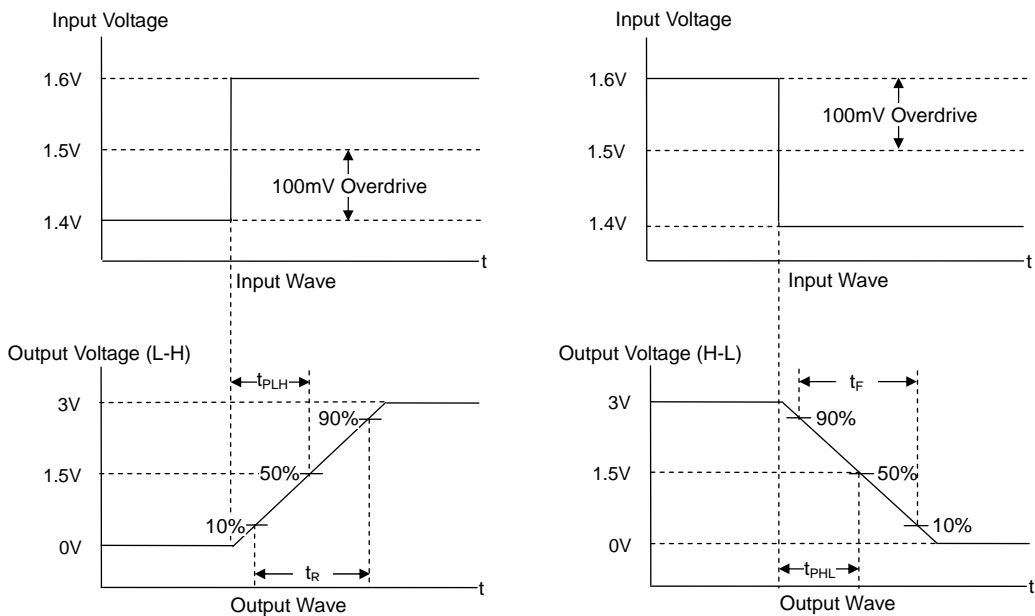 Input Voltage
1.6V
1.5V
100mV Overdrive
1.4V
t
Input Wave
Input Voltage
1.6V
100mV Overdrive
1.5V
1.4V
t
Input Wave
Output Voltage (L-H)
tPLH
3V
90%
1.5V
50%
10%
0V
tR
t
Output Wave
Output Voltage (H-L)
tF
3V
90%
1.5V
50%
10%
0V
tPHL
t
Output Wave